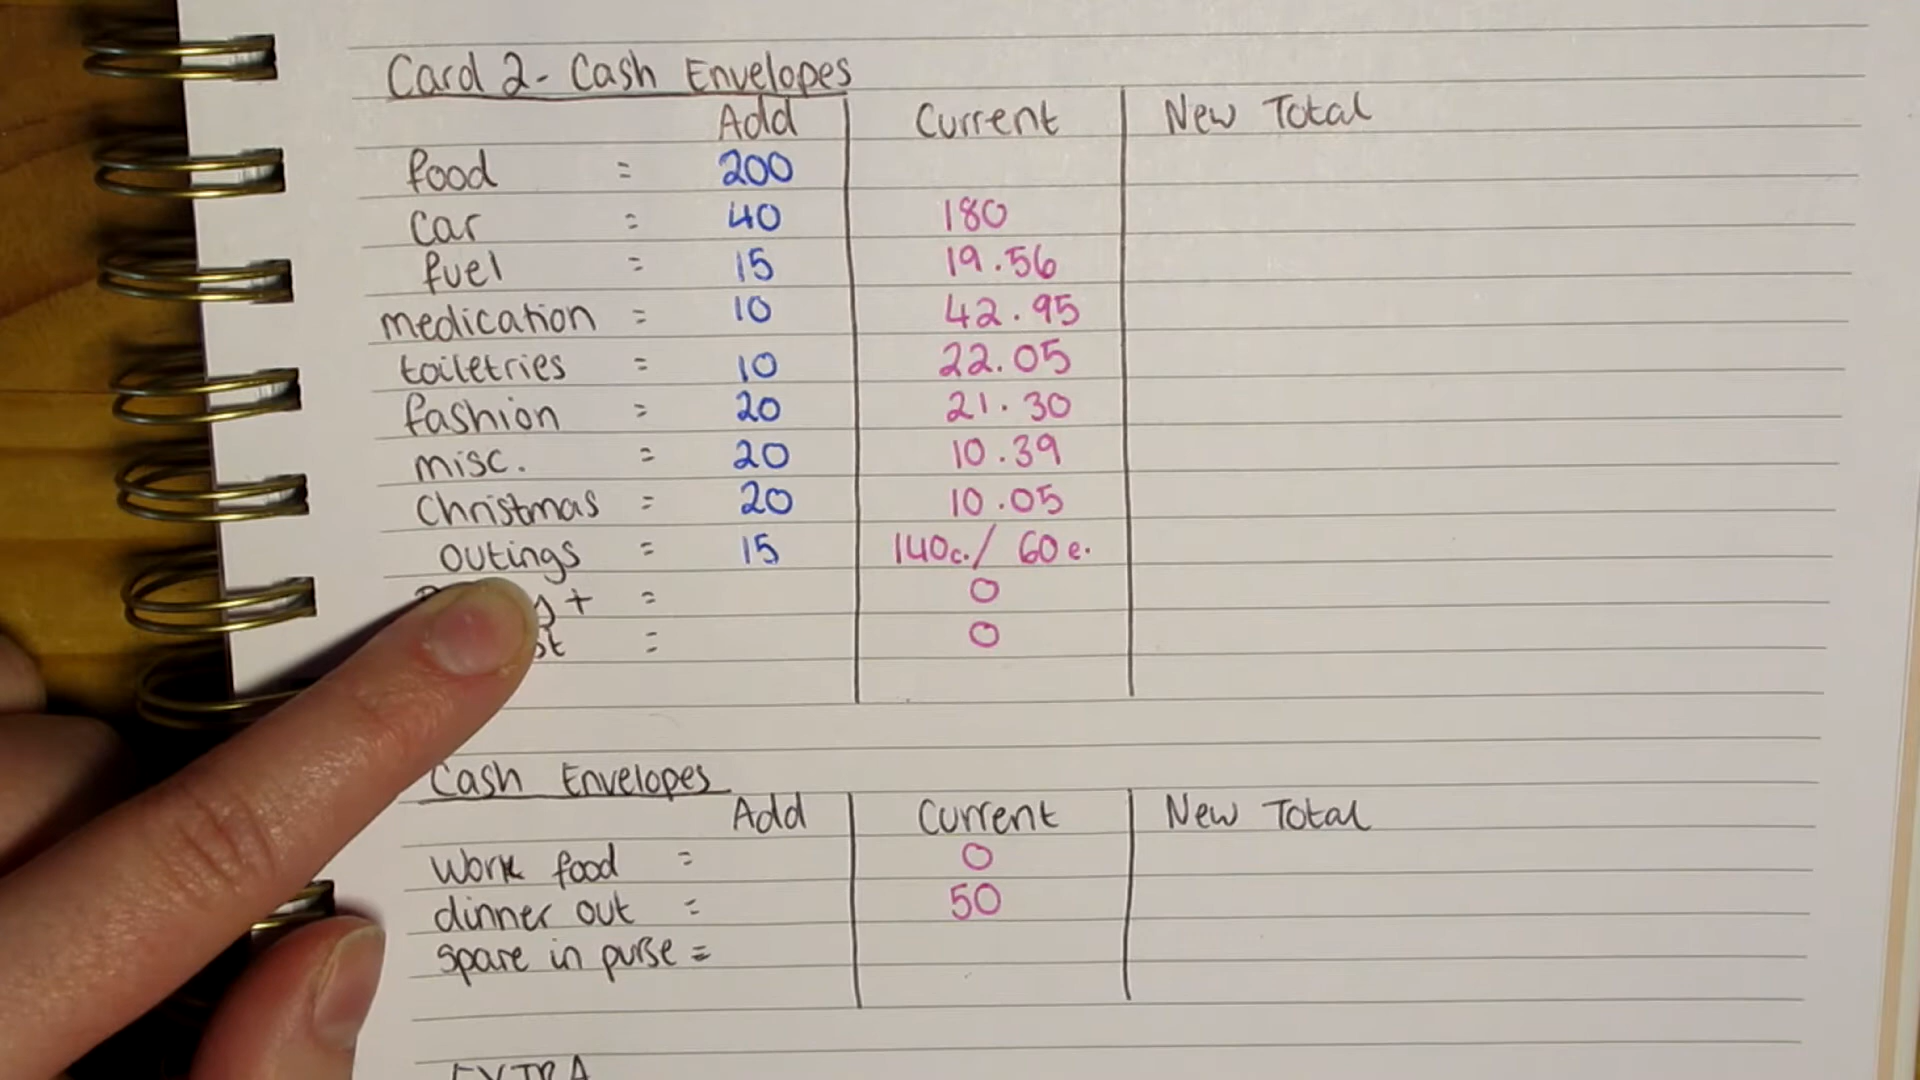 Card 2 - Cash Envelopes
Add Current New Total
food = 200
car = 40 180
fuel = 15 19.56
medication = 10 42.95
toiletries = 10 22.05
fashion = 20 21.30
misc. = 20 10.39
Christmas = 20 10.05
outings = 15 140c./ 60e.
+ = 0
= 0
Cash Envelopes
Add Current New Total
Work food = 0
dinner out = 50
spare in purse =
EXTRA